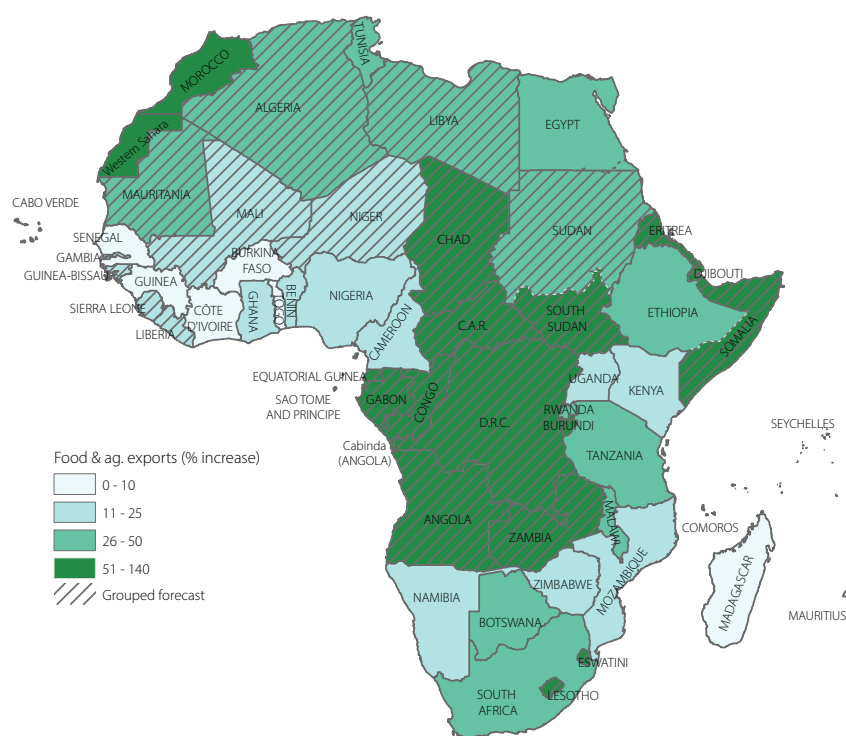 TUNISIA
MOROCCO
ALGERIA
LIBYA
EGYPT
Western Sahara
MAURITANIA
CABO VERDE
MALI
NIGER
CHAD
SUDAN
ERITREA
SENEGAL
GAMBIA
GUINEA-BISSAU
BURKINA
FASO
DJIBOUTI
GUINEA
SIERRA LEONE
CÔTE
D'IVOIRE
LIBERIA
GHANA
TOGO
BENIN
NIGERIA
CAMEROON
C.A.R.
SOUTH
SUDAN
ETHIOPIA
SOMALIA
EQUATORIAL GUINEA
SAO TOME
AND PRINCIPE
GABON
CONGO
D.R.C.
UGANDA
KENYA
RWANDA
BURUNDI
SEYCHELLES
Cabinda
(ANGOLA)
TANZANIA
Food & ag. exports (% increase)
0 - 10
11 - 25
26 - 50
51 - 140
Grouped forecast
ANGOLA
ZAMBIA
MALAWI
COMOROS
MOZAMBIQUE
MADAGASCAR
MAURITIUS
NAMIBIA
ZIMBABWE
BOTSWANA
ESWATINI
SOUTH
AFRICA
LESOTHO